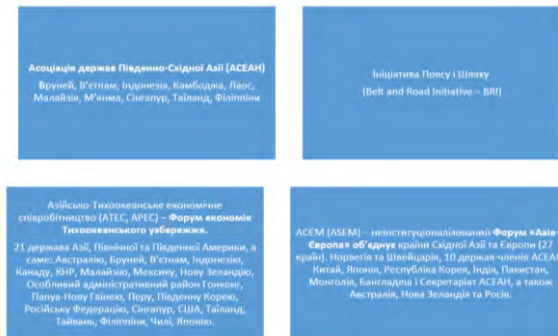 Асоціація держав Південно-Східної Азії (АСЕАН)
Бруней, В'єтнам, Індонезія, Камбоджа, Лаос,
Малайзія, М'янма, Сінгапур, Таїланд, Філіппіни
Ініціатива Поясу і Шляху
(Belt and Road Initiative – BRI)
Азійсько-Тихоокеанське економічне
співробітництво (АТЕС, APEC) – Форум економік
Тихоокеанського узбережжя.
21 держава Азії, Північної та Південної Америки, а
саме: Австралію, Бруней, В'єтнам, Індонезію,
Канаду, КНР, Малайзію, Мексику, Нову Зеландію,
Особливий адміністративний район Гонконг,
Папуа-Нову Гвінею, Перу, Південну Корею,
Російську Федерацію, Сінгапур, США, Таїланд,
Тайвань, Філіппіни, Чилі, Японію.
АСЕМ (ASEM) – неінституціоналізований Форум «Азія-
Європа» об'єднує країни Східної Азії та Європи (27
країн). Норвегія та Швейцарія, 10 держав-членів АСЕАН
Китай, Японія, Республіка Корея, Індія, Пакистан,
Монголія, Бангладеш і Секретаріат АСЕАН, а також
Австралія, Нова Зеландія та Росія.